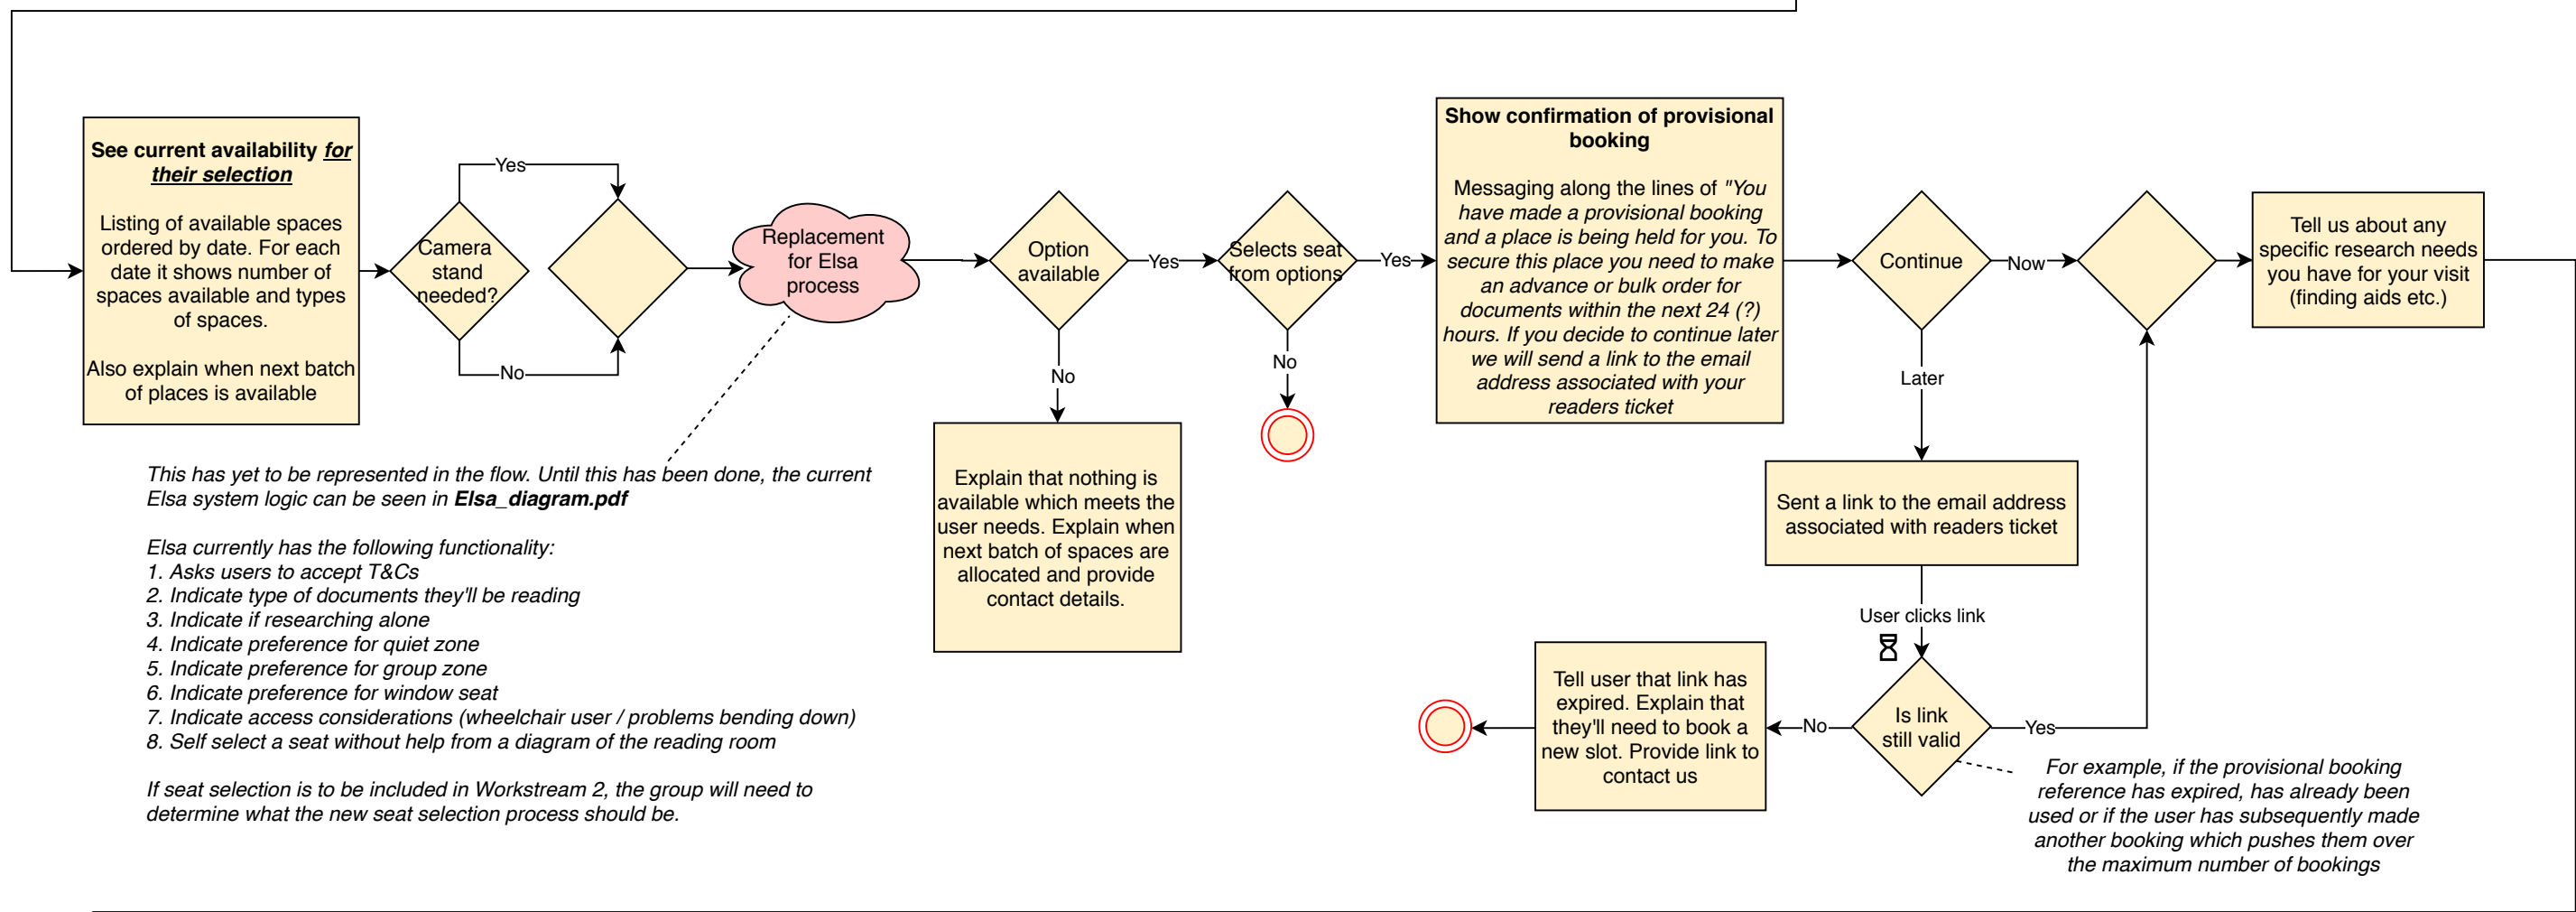 See current availability for
their selection
Listing of available spaces
ordered by date. For each
date it shows number of
spaces available and types
of spaces.
Also explain when next batch
of places is available
Yes
Camera
stand
needed?
No
Replacement
for Elsa
process
This has yet to be represented in the flow. Until this has been done, the current
Elsa system logic can be seen in Elsa_diagram.pdf
Elsa currently has the following functionality:
1. Asks users to accept T&Cs
2. Indicate type of documents they'll be reading
3. Indicate if researching alone
4. Indicate preference for quiet zone
5. Indicate preference for group zone
6. Indicate preference for window seat
7. Indicate access considerations (wheelchair user / problems bending down)
8. Self select a seat without help from a diagram of the reading room
If seat selection is to be included in Workstream 2, the group will need to
determine what the new seat selection process should be.
Option
available
Yes
No
Explain that nothing is
available which meets the
user needs. Explain when
next batch of spaces are
allocated and provide
contact details.
Selects seat
from options
Yes
No
Show confirmation of provisional
booking
Messaging along the lines of "You
have made a provisional booking
and a place is being held for you. To
secure this place you need to make
an advance or bulk order for
documents within the next 24 (?)
hours. If you decide to continue later
we will send a link to the email
address associated with your
readers ticket
Continue
Now
Later
Tell us about any
specific research needs
you have for your visit
(finding aids etc.)
Sent a link to the email address
associated with readers ticket
User clicks link
Is link
still valid
No
Yes
Tell user that link has
expired. Explain that
they'll need to book a
new slot. Provide link to
contact us
For example, if the provisional booking
reference has expired, has already been
used or if the user has subsequently made
another booking which pushes them over
the maximum number of bookings